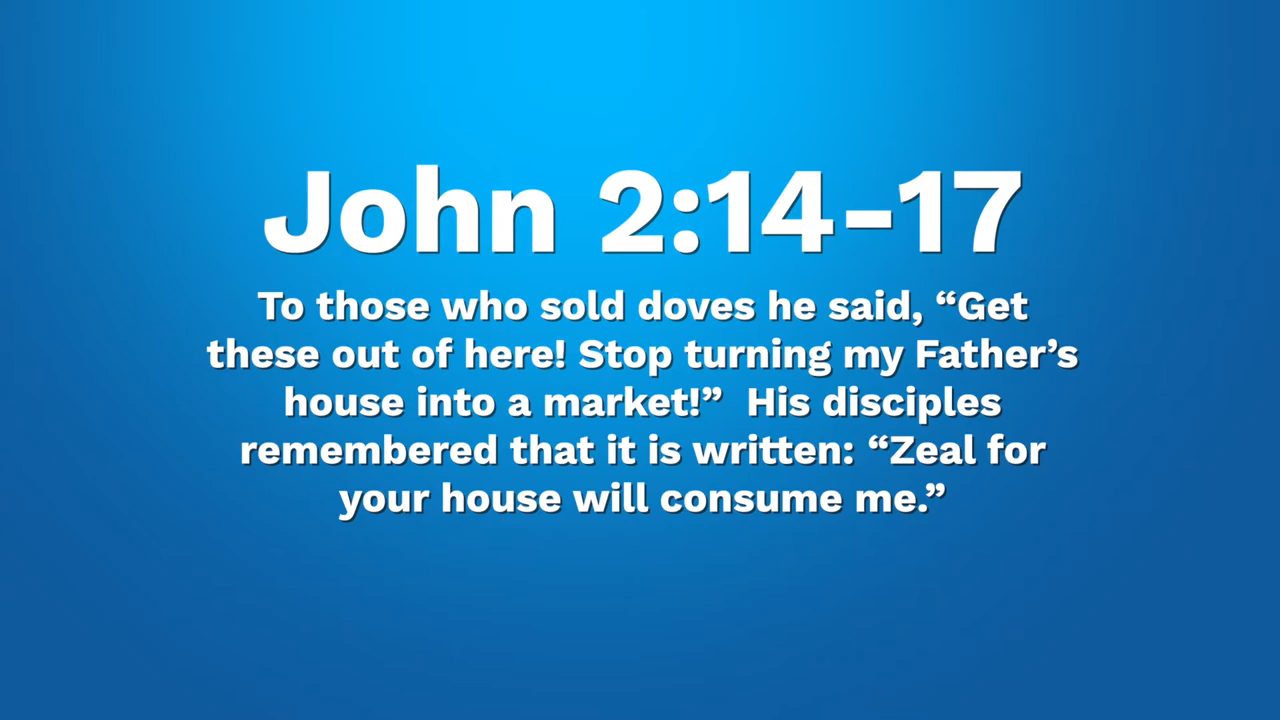 John 2:14-17
To those who sold doves he said, “Get
these out of here! Stop turning my Father’s
house into a market!”  His disciples
remembered that it is written: “Zeal for
your house will consume me.”